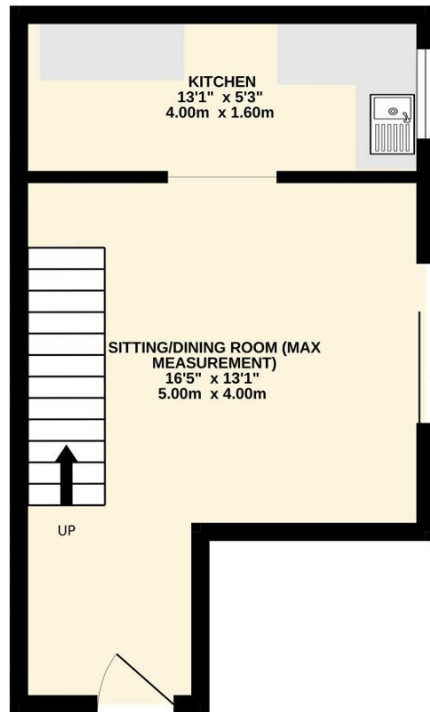 KITCHEN
13'1" x 5'3"
4.00m x 1.60m
SITTING/DINING ROOM (MAX
MEASUREMENT)
16'5" x 13'1"
5.00m x 4.00m
UP